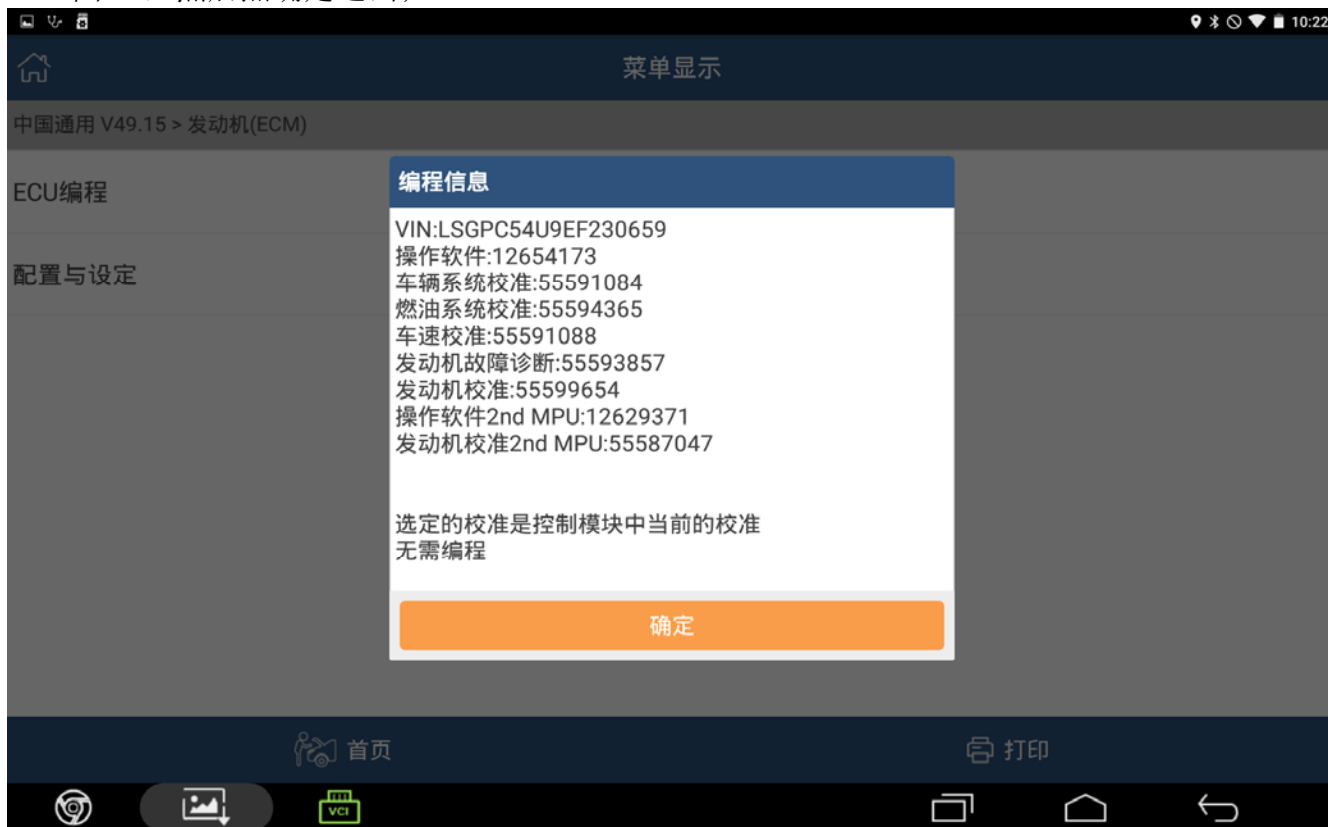 10:22
菜单显示
中国通用 V49.15 > 发动机(ECM)
ECU编程
配置与设定
编程信息
VIN:LSGPC54U9EF230659
操作软件:12654173
车辆系统校准:55591084
燃油系统校准:55594365
车速校准:55591088
发动机故障诊断:55593857
发动机校准:55599654
操作软件2nd MPU:12629371
发动机校准2nd MPU:55587047
选定的校准是控制模块中当前的校准
无需编程
确定
首页
打印
VCI